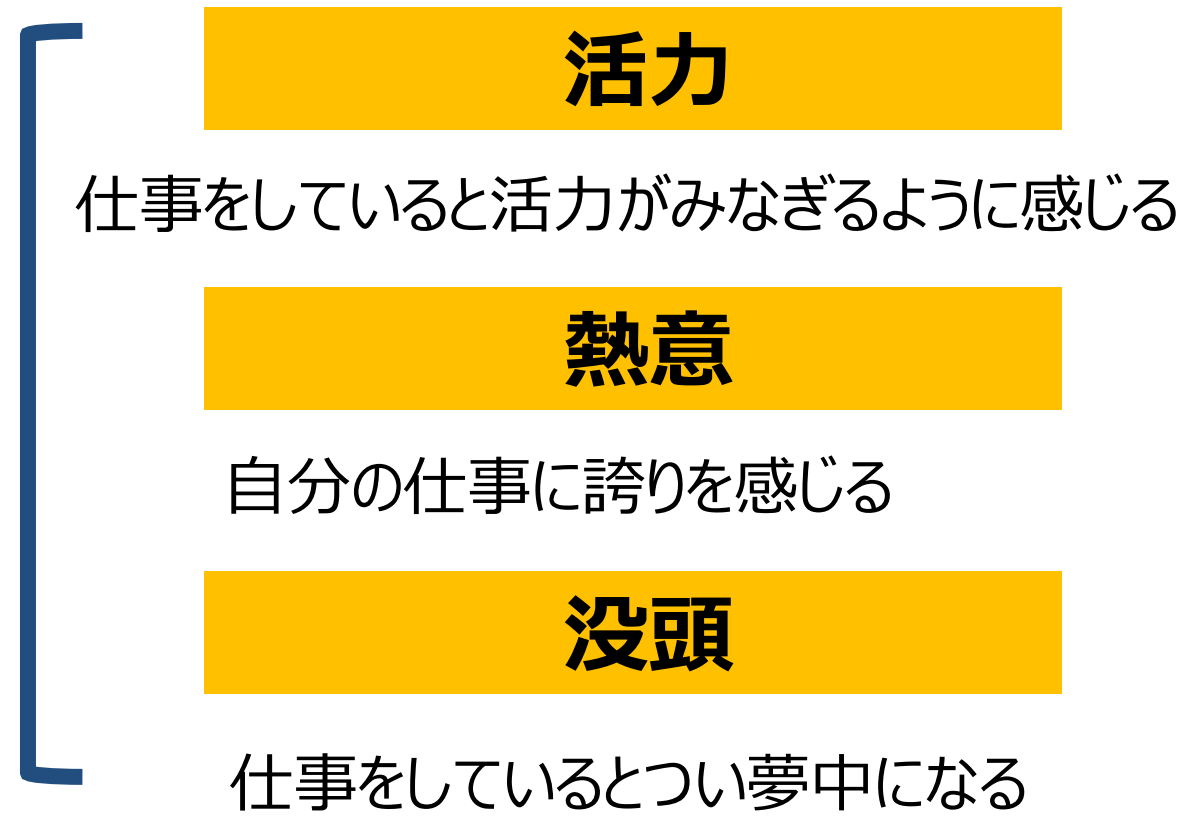 活力
仕事をしていると活力がみなぎるように感じる
熱意
自分の仕事に誇りを感じる
没頭
仕事をしているとつい夢中になる